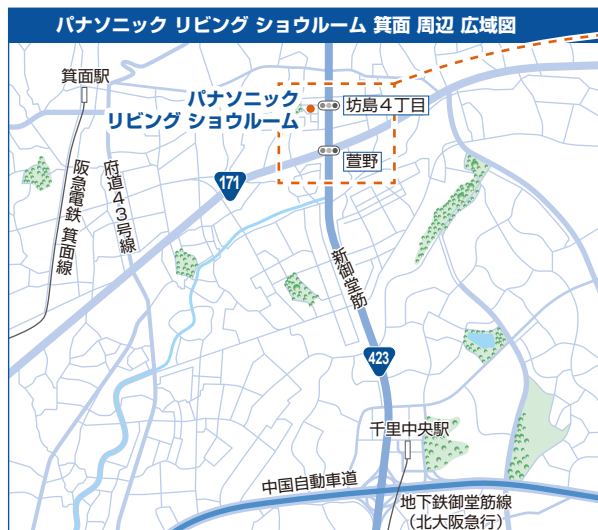 パナソニック リビング ショウルーム 箕面 周辺 広域図
箕面駅
パナソニック
リビング ショウルーム
坊島4丁目
萱野
171
阪急電鉄 箕面線
府道43号線
新御堂筋
423
千里中央駅
中国自動車道
地下鉄御堂筋線
（北大阪急行）